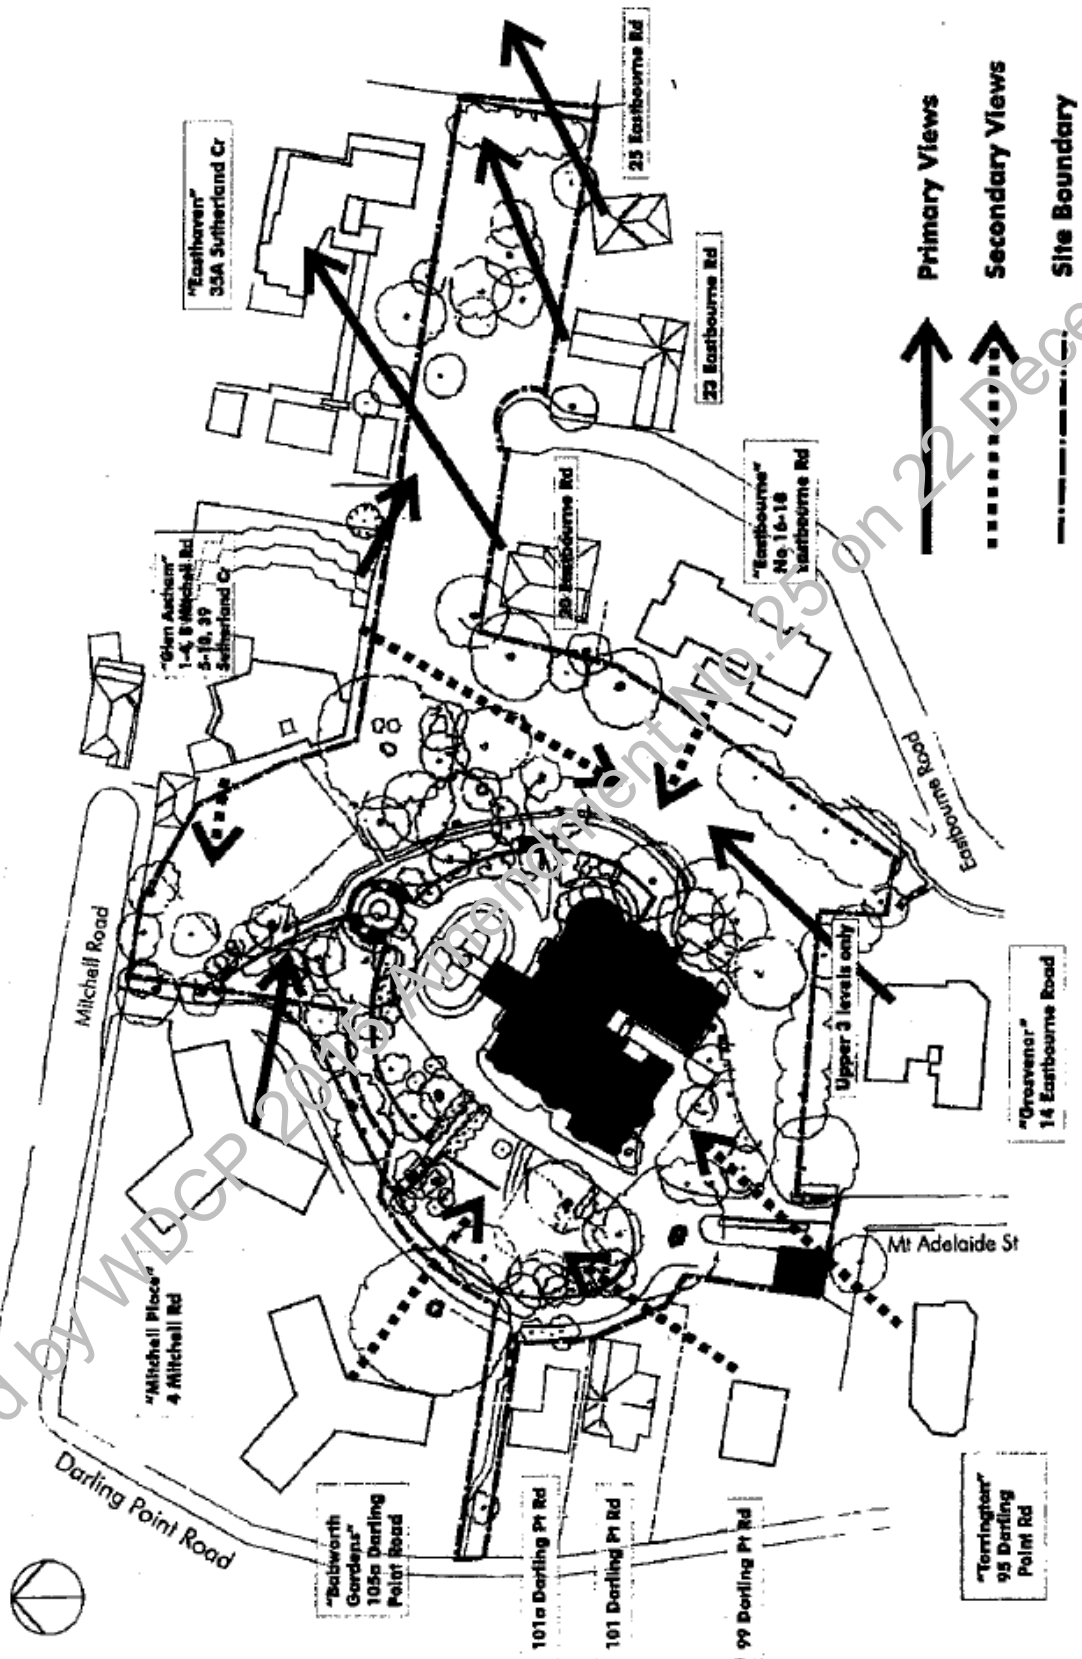 "Easthaven"
35A Sutherland Cr
25 Eastbourne Rd
23 Eastbourne Rd
20 Eastbourne Rd
"Eastbourne"
No 16-18
Eastbourne Rd
"Glen Ascham"
1-4, 8 Mitchell Rd
5-18, 39
Sutherland Cr
Mitchell Road
Eastbourne Road
Upper 3 levels only
"Grosvenor"
14 Eastbourne Road
Mt Adelaide St
"Mitchell Place"
4 Mitchell Rd
Darling Point Road
"Babworth
Gardens"
105a Darling
Point Road
101a Darling Pt Rd
101 Darling Pt Rd
99 Darling Pt Rd
"Torrington"
95 Darling
Point Rd
Primary Views
Secondary Views
Site Boundary
d by WDCP 2015 Amendment No.25 on 22 Dece